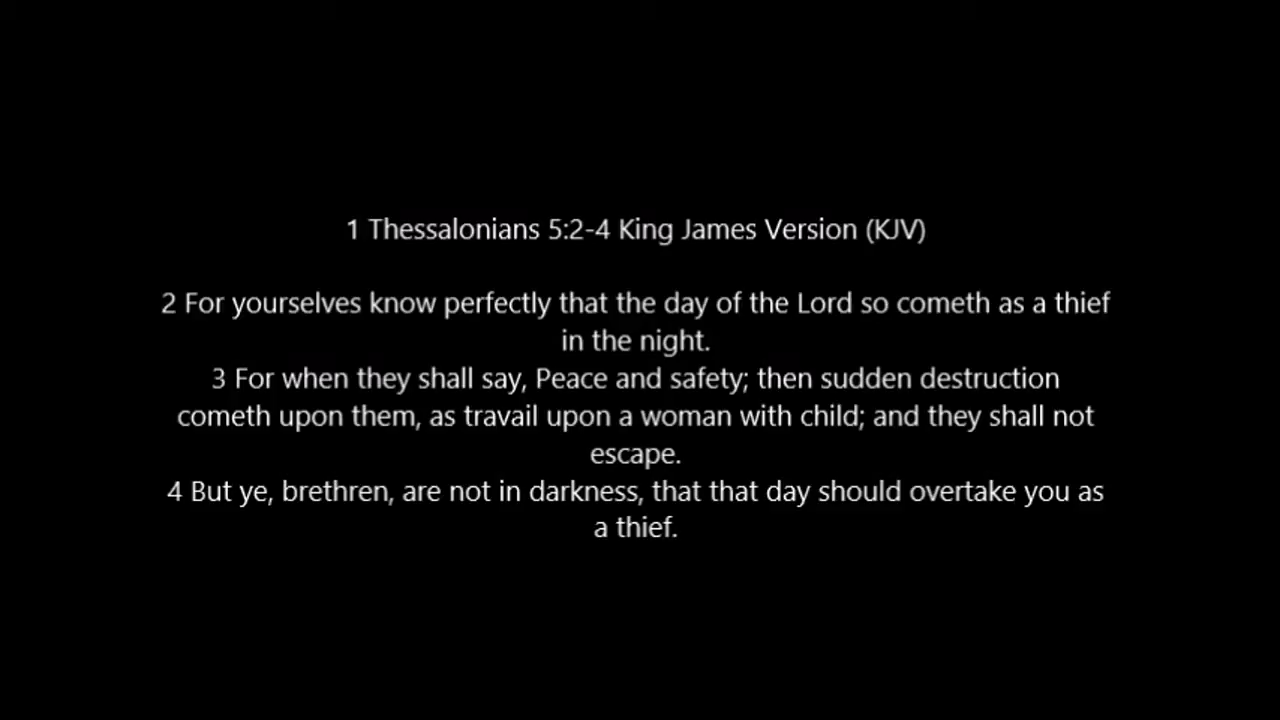 1 Thessalonians 5:2-4 King James Version (KJV)
2 For yourselves know perfectly that the day of the Lord so cometh as a thief
in the night.
3 For when they shall say, Peace and safety; then sudden destruction
cometh upon them, as travail upon a woman with child; and they shall not
escape.
4 But ye, brethren, are not in darkness, that that day should overtake you as
a thief.